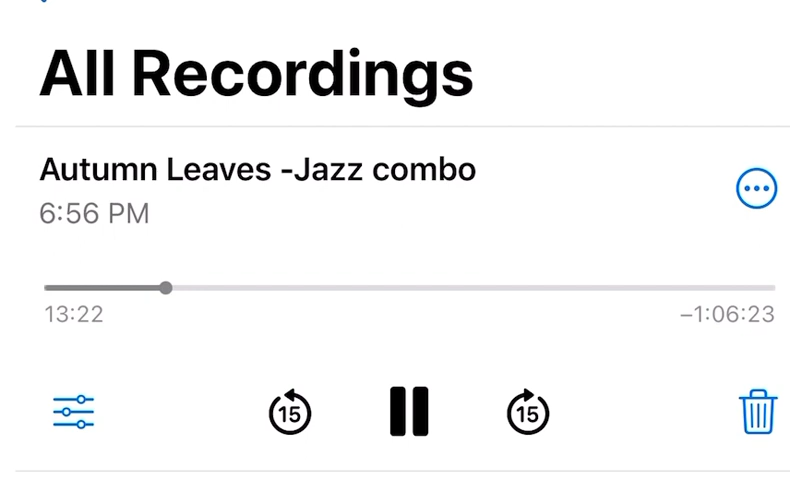 All Recordings
Autumn Leaves -Jazz combo
6:56 PM
13:22
–1:06:23
15
15